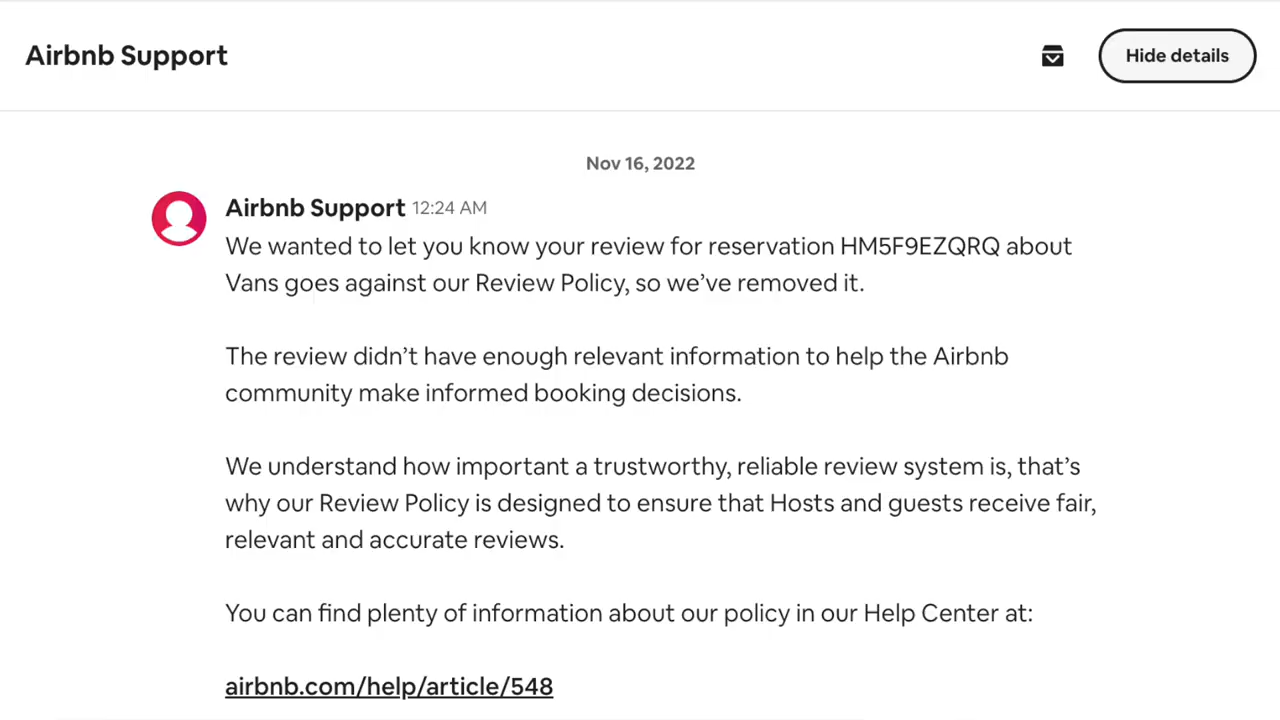 Airbnb Support
Hide details
Nov 16, 2022
Airbnb Support 12:24 AM
We wanted to let you know your review for reservation HM5F9EZQRQ about
Vans goes against our Review Policy, so we’ve removed it.
The review didn’t have enough relevant information to help the Airbnb
community make informed booking decisions.
We understand how important a trustworthy, reliable review system is, that’s
why our Review Policy is designed to ensure that Hosts and guests receive fair,
relevant and accurate reviews.
You can find plenty of information about our policy in our Help Center at:
airbnb.com/help/article/548